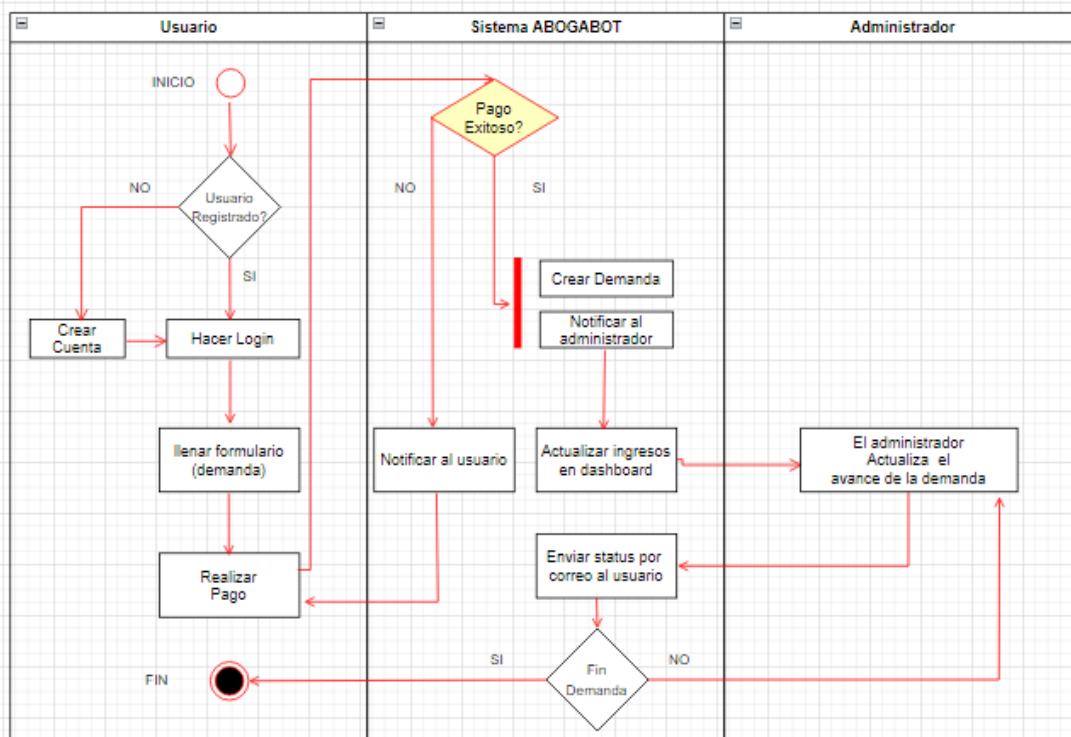 Usuario
Sistema ABOGABOT
Administrador
INICIO
Pago
Exitoso?
NO
Usuario
Registrado?
SI
NO
SI
Crear Demanda
Notificar al
administrador
Crear
Cuenta
Hacer Login
llenar formulario
(demanda)
Notificar al usuario
Actualizar ingresos
en dashboard
El administrador
Actualiza el
avance de la demanda
Realizar
Pago
Enviar status por
correo al usuario
SI
Fin
Demanda
NO
FIN